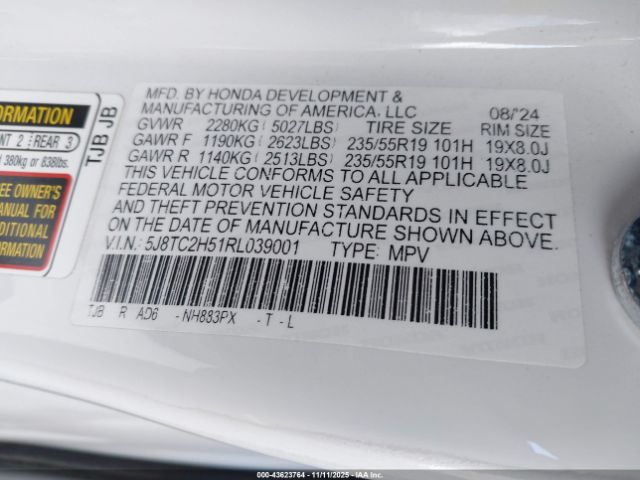 ORMATION
NT 2 REAR 3
380kg or 838lbs.
EE OWNER'S
ANUAL FOR
DDITIONAL
FORMATION
TJB JB
MFD. BY HONDA DEVELOPMENT &
MANUFACTURING OF AMERICA, LLC 08/'24
GVWR 2280KG ( 5027LBS) TIRE SIZE RIM SIZE
GAWR F 1190KG ( 2623LBS) 235/55R19 101H 19X8.0J
GAWR R 1140KG ( 2513LBS) 235/55R19 101H 19X8.0J
THIS VEHICLE CONFORMS TO ALL APPLICABLE
FEDERAL MOTOR VEHICLE SAFETY
AND THEFT PREVENTION STANDARDS IN EFFECT
ON THE DATE OF MANUFACTURE SHOWN ABOVE.
V.I.N.: 5J8TC2H51RL039001 TYPE: MPV
TJB R AD6 -NH883PX -T-L
000-43623764 - 11/11/2025 - IAA Inc.